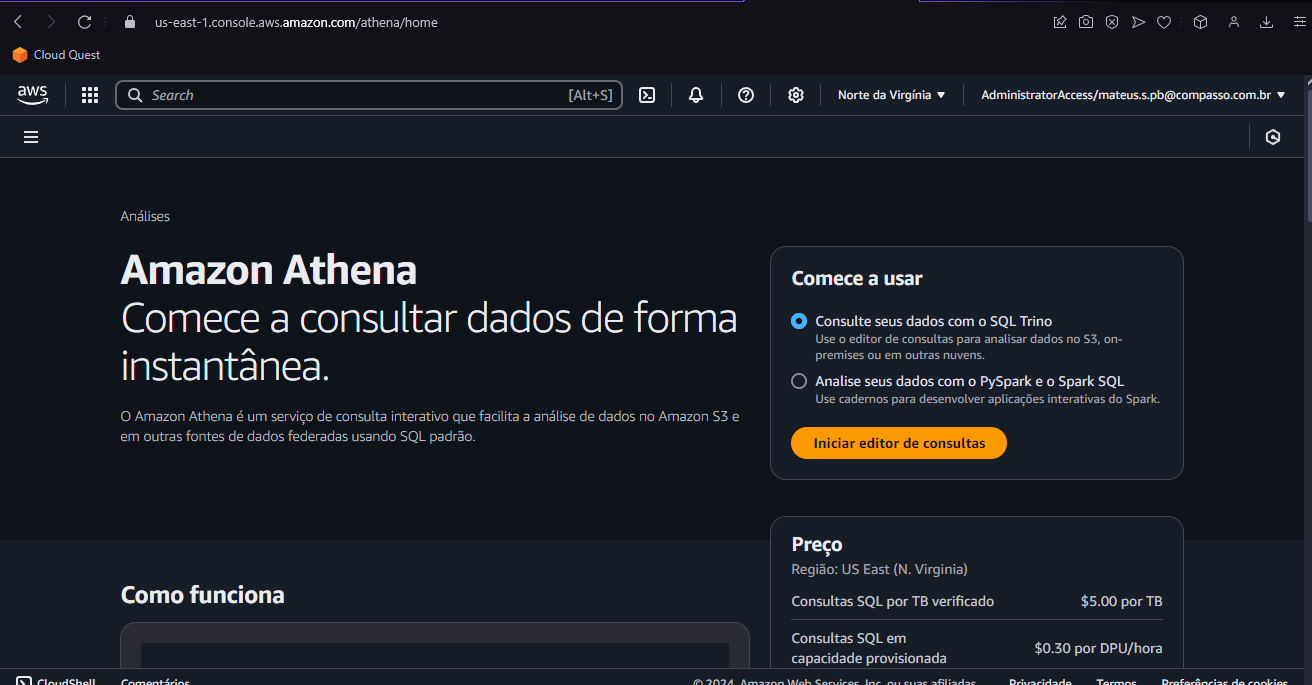 us-east-1.console.aws.amazon.com/athena/home
Cloud Quest
aws
Search
[Alt+S]
Norte da Virgínia
AdministratorAccess/mateus.s.pb@compasso.com.br
Análises
Amazon Athena
Comece a consultar dados de forma
instantânea.
O Amazon Athena é um serviço de consulta interativo que facilita a análise de dados no Amazon S3 e
em outras fontes de dados federadas usando SQL padrão.
Comece a usar
Consulte seus dados com o SQL Trino
Use o editor de consultas para analisar dados no S3, on-
premises ou em outras nuvens.
Analise seus dados com o PySpark e o Spark SQL
Use cadernos para desenvolver aplicações interativas do Spark.
Iniciar editor de consultas
Preço
Região: US East (N. Virginia)
Consultas SQL por TB verificado
$5.00 por TB
Consultas SQL em
capacidade provisionada
$0.30 por DPU/hora
Como funciona
CloudShell
Comentários
© 2024, Amazon Web Services, Inc. ou suas afiliadas.
Privacidade
Termos
Preferências de cookies